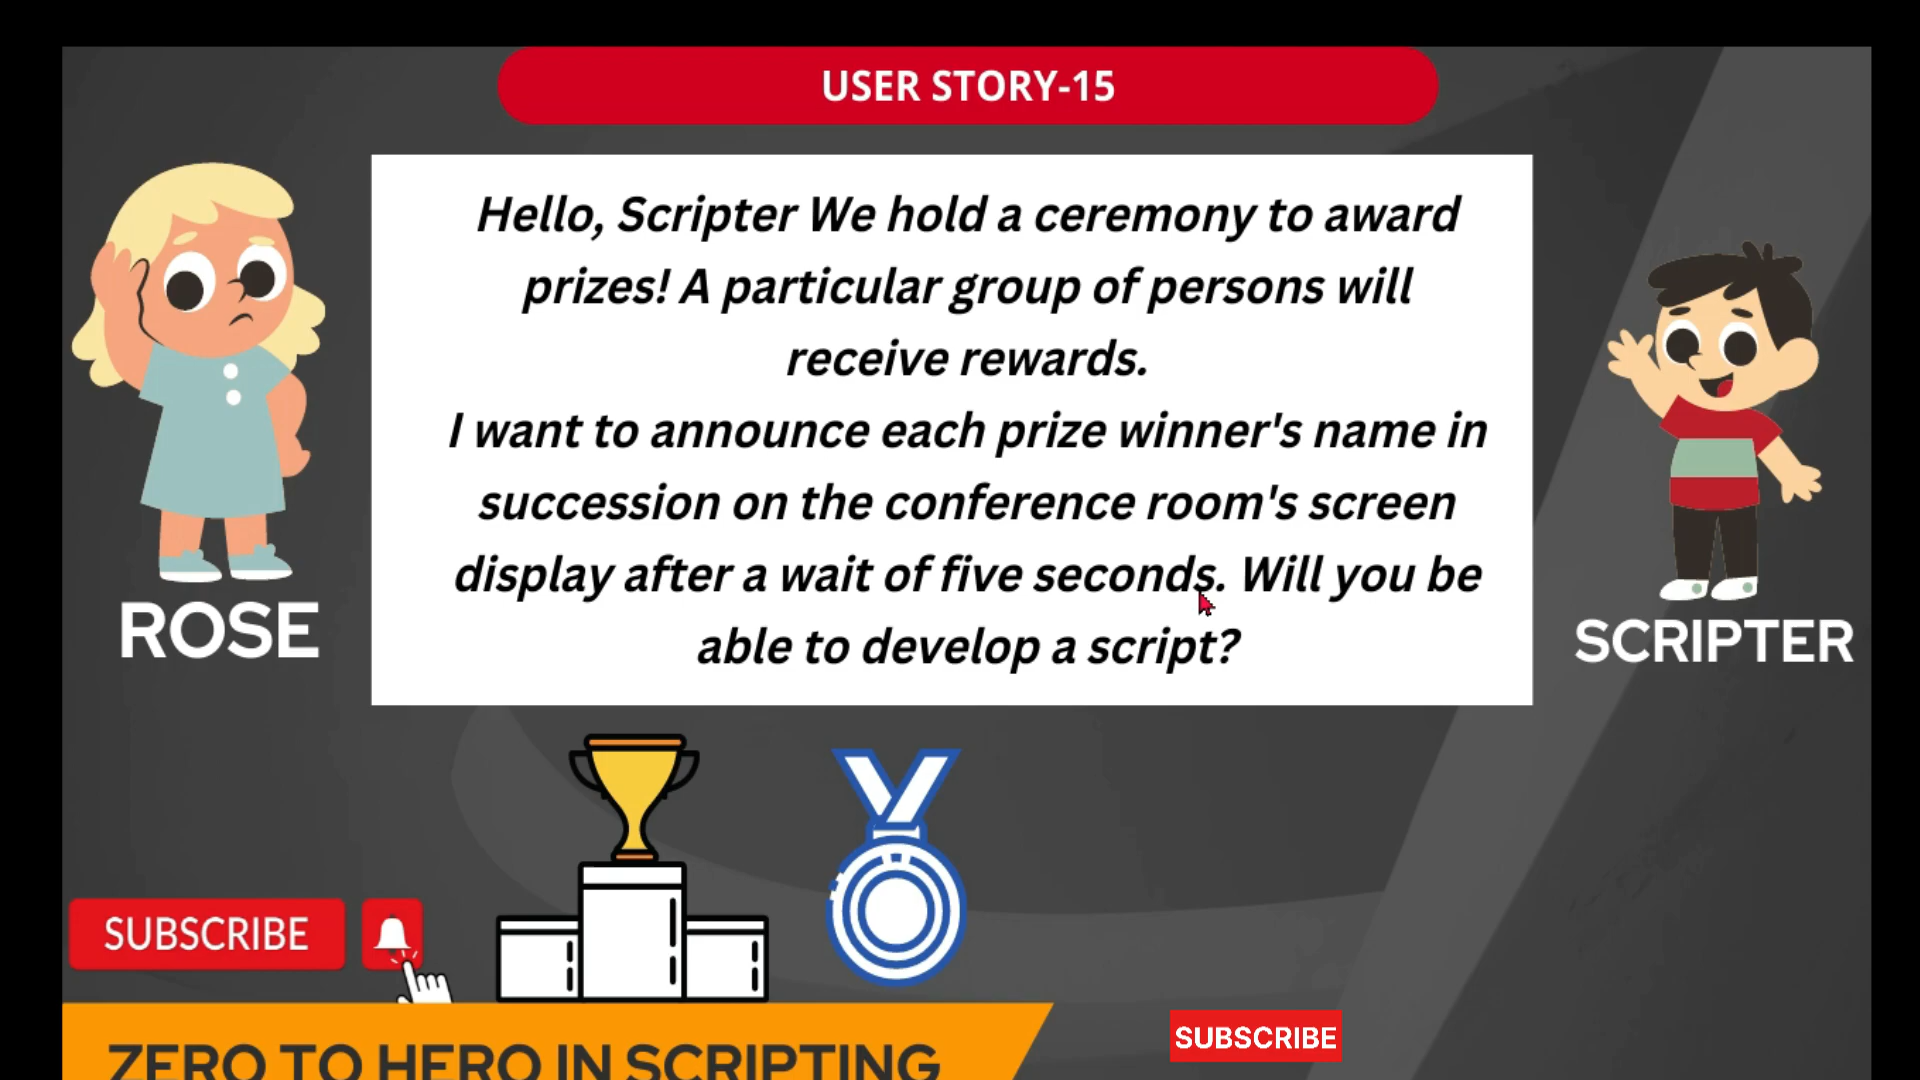 USER STORY-15
Hello, Scripter We hold a ceremony to award
prizes! A particular group of persons will
receive rewards.
I want to announce each prize winner's name in
succession on the conference room's screen
display after a wait of five seconds. Will you be
able to develop a script?
ROSE
SCRIPTER
SUBSCRIBE
ZERO TO HERO IN SCRIPTING
SUBSCRIBE